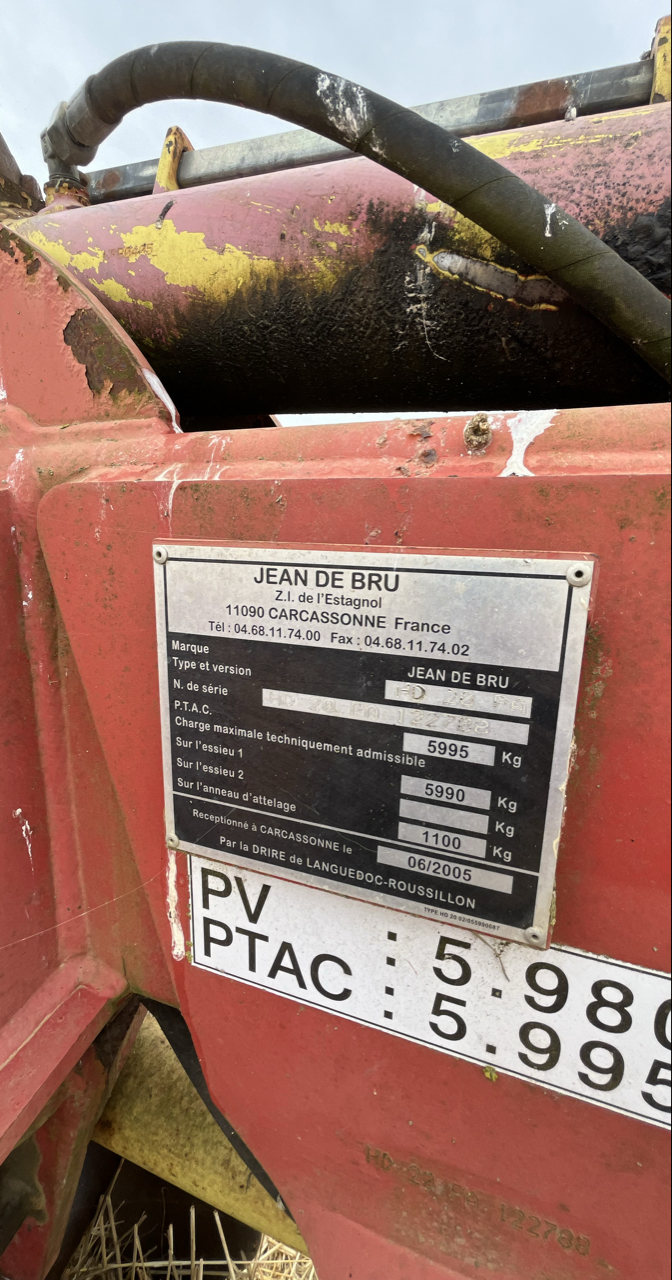 JEAN DE BRU
Z.I. de l'Estagnol
11090 CARCASSONNE France
Tél : 04.68.11.74.00 Fax : 04.68.11.74.02
Marque JEAN DE BRU
Type et version HD
N. de série
P.T.A.C. 5995 Kg
Charge maximale techniquement admissible
Sur l'essieu 1 5990 Kg
Sur l'essieu 2 Kg
Sur l'anneau d'attelage 1100 Kg
Receptionné à CARCASSONNE le 06/2005
Par la DRIRE de LANGUEDOC-ROUSSILLON
PV : 5.980
PTAC : 5.995